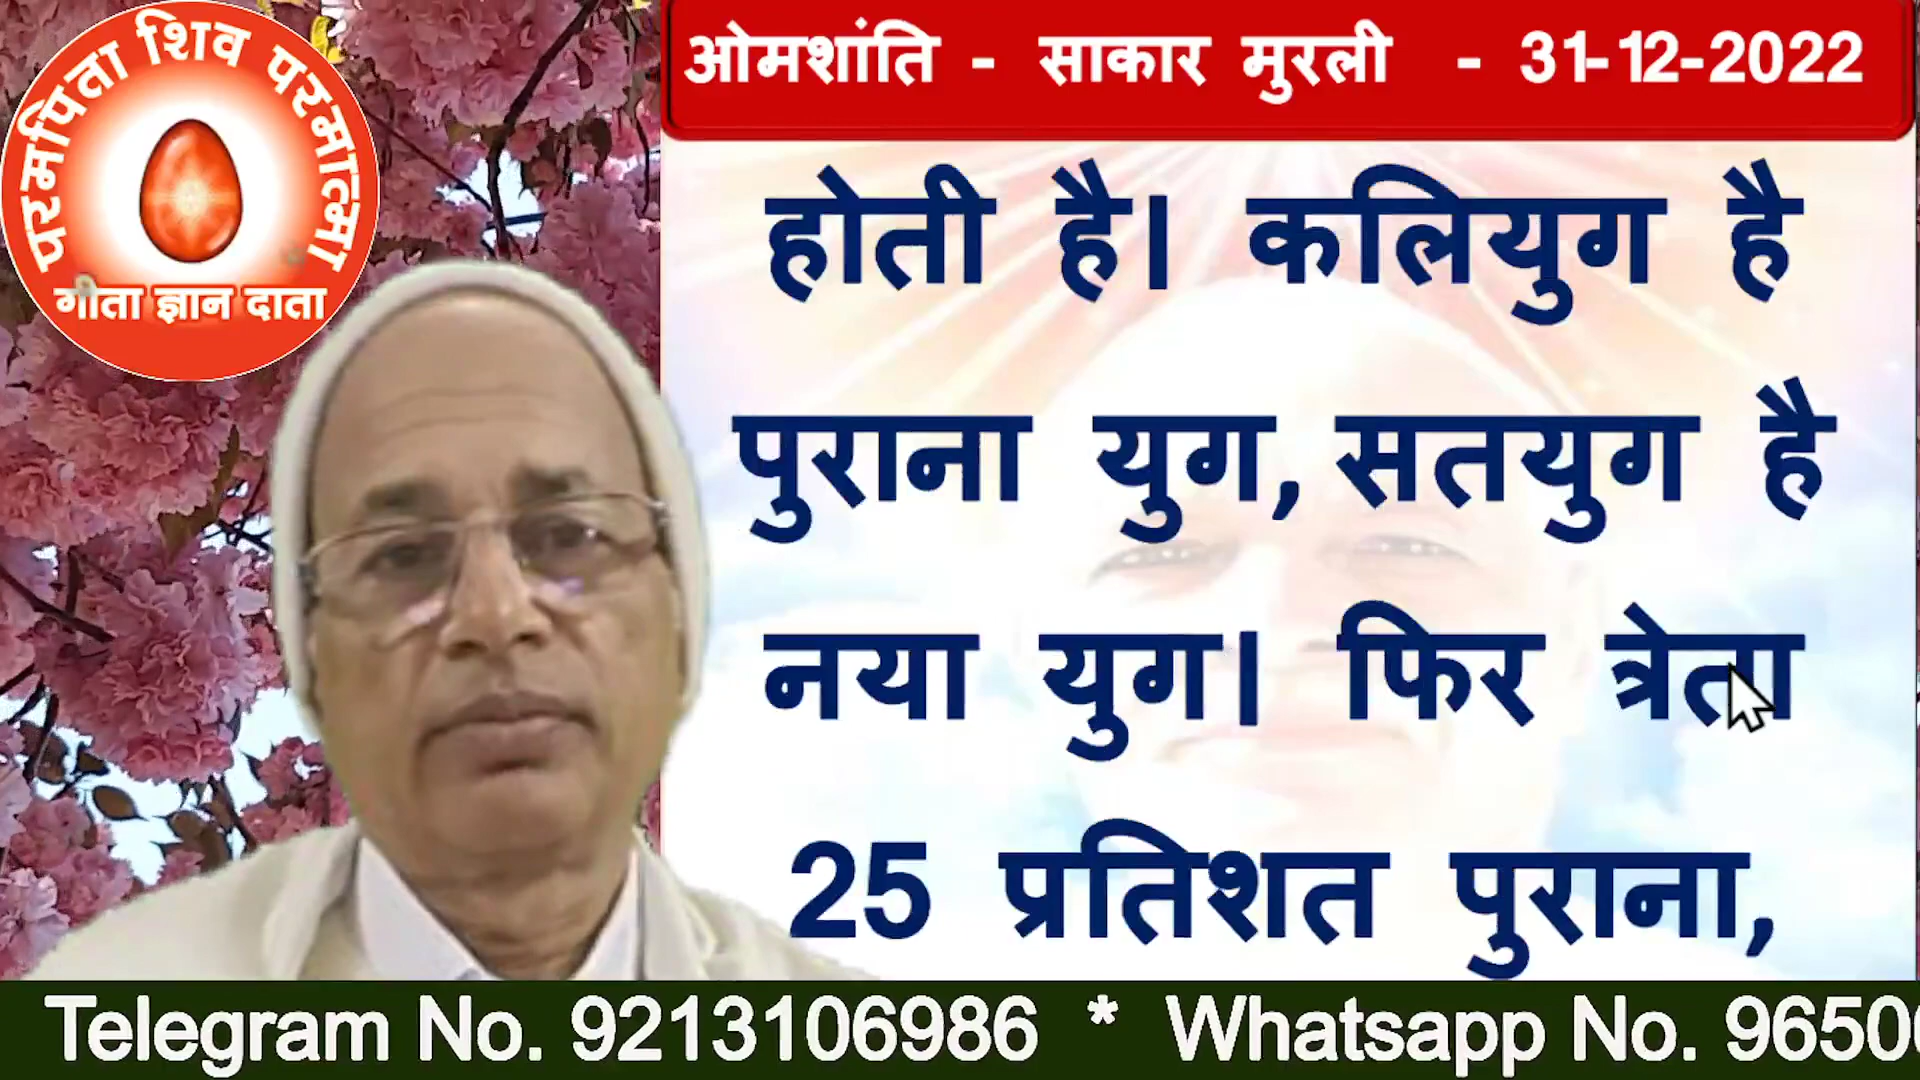 परमपिता शिव परमात्मा
गीता ज्ञान दाता
ओमशांति - साकार मुरली - 31-12-2022
होती है। कलियुग है
पुराना युग, सतयुग है
नया युग। फिर त्रेता
25 प्रतिशत पुराना,
Telegram No. 9213106986 * Whatsapp No. 9650